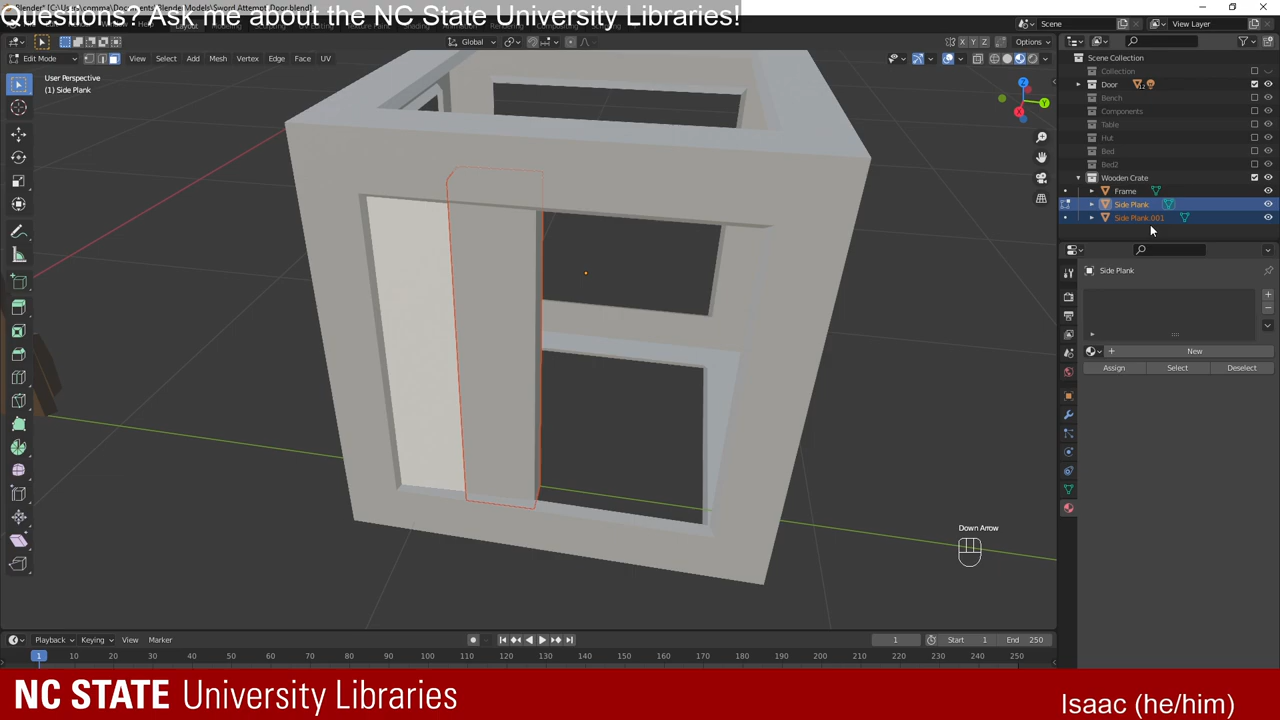 Questions? Ask me about the NC State University Libraries!
Scene
View Layer
Global
Options
Edit Mode
View
Select
Add
Mesh
Vertex
Edge
Face
UV
User Perspective
(1) Side Plank
Scene Collection
Collection
Door
12
Bench
Components
Table
Hut
Bed
Bed2
Wooden Crate
Frame
Side Plank
Side Plank.001
Side Plank
New
Assign
Select
Deselect
Z
Y
X
Down Arrow
Playback
Keying
View
Marker
1
Start
1
End
250
1
10
20
30
40
50
60
70
80
90
100
110
120
130
140
150
160
170
180
190
200
210
220
230
240
250
NC STATE University Libraries
Isaac (he/him)